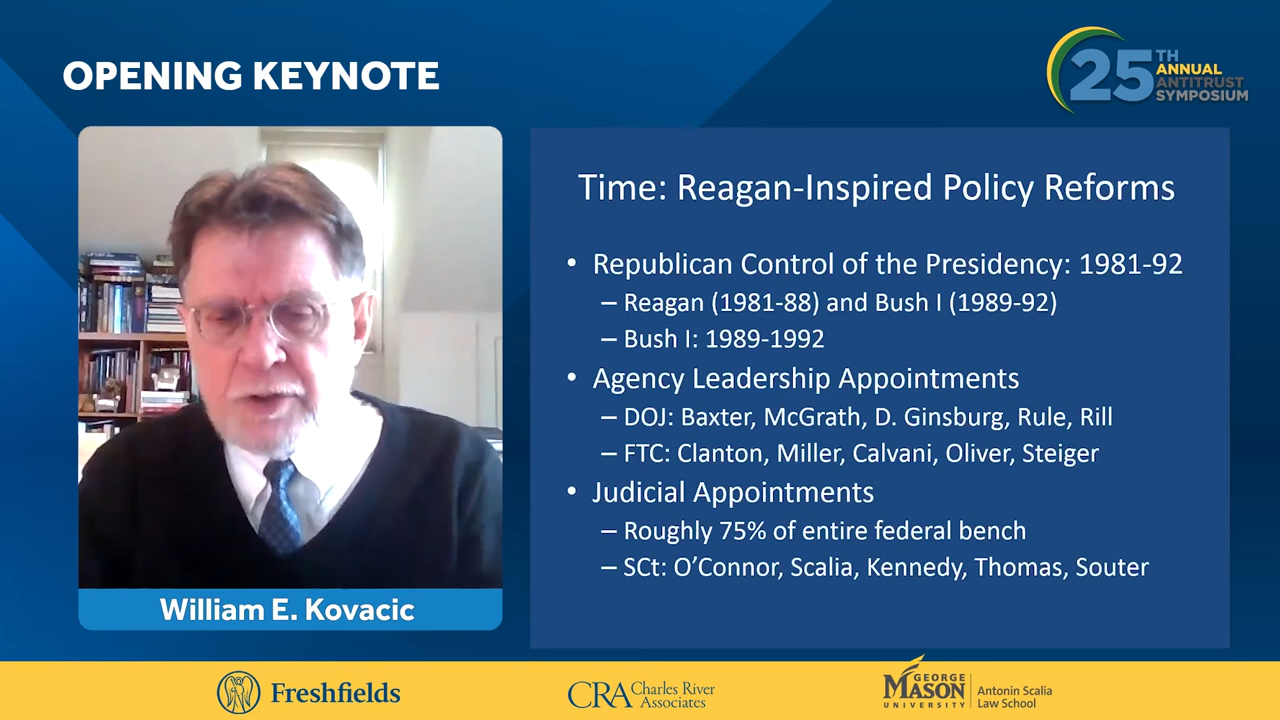 OPENING KEYNOTE
25TH
ANNUAL
ANTITRUST
SYMPOSIUM
Time: Reagan-Inspired Policy Reforms
• Republican Control of the Presidency: 1981-92
– Reagan (1981-88) and Bush I (1989-92)
– Bush I: 1989-1992
• Agency Leadership Appointments
– DOJ: Baxter, McGrath, D. Ginsburg, Rule, Rill
– FTC: Clanton, Miller, Calvani, Oliver, Steiger
• Judicial Appointments
– Roughly 75% of entire federal bench
– SCt: O’Connor, Scalia, Kennedy, Thomas, Souter
William E. Kovacic
Freshfields
CRA Charles River
Associates
GEORGE
MASON
UNIVERSITY
Antonin Scalia
Law School